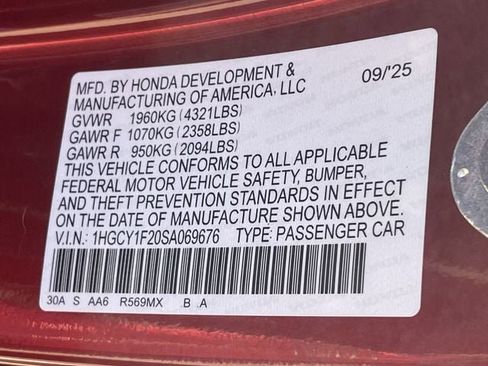 MFD. BY HONDA DEVELOPMENT &
MANUFACTURING OF AMERICA, LLC 09/'25
GVWR 1960KG (4321LBS)
GAWR F 1070KG (2358LBS)
GAWR R 950KG (2094LBS)
THIS VEHICLE CONFORMS TO ALL APPLICABLE
FEDERAL MOTOR VEHICLE SAFETY, BUMPER,
AND THEFT PREVENTION STANDARDS IN EFFECT
ON THE DATE OF MANUFACTURE SHOWN ABOVE.
V.I.N.: 1HGCY1F20SA069676 TYPE: PASSENGER CAR
30A S AA6 R569MX .B .A